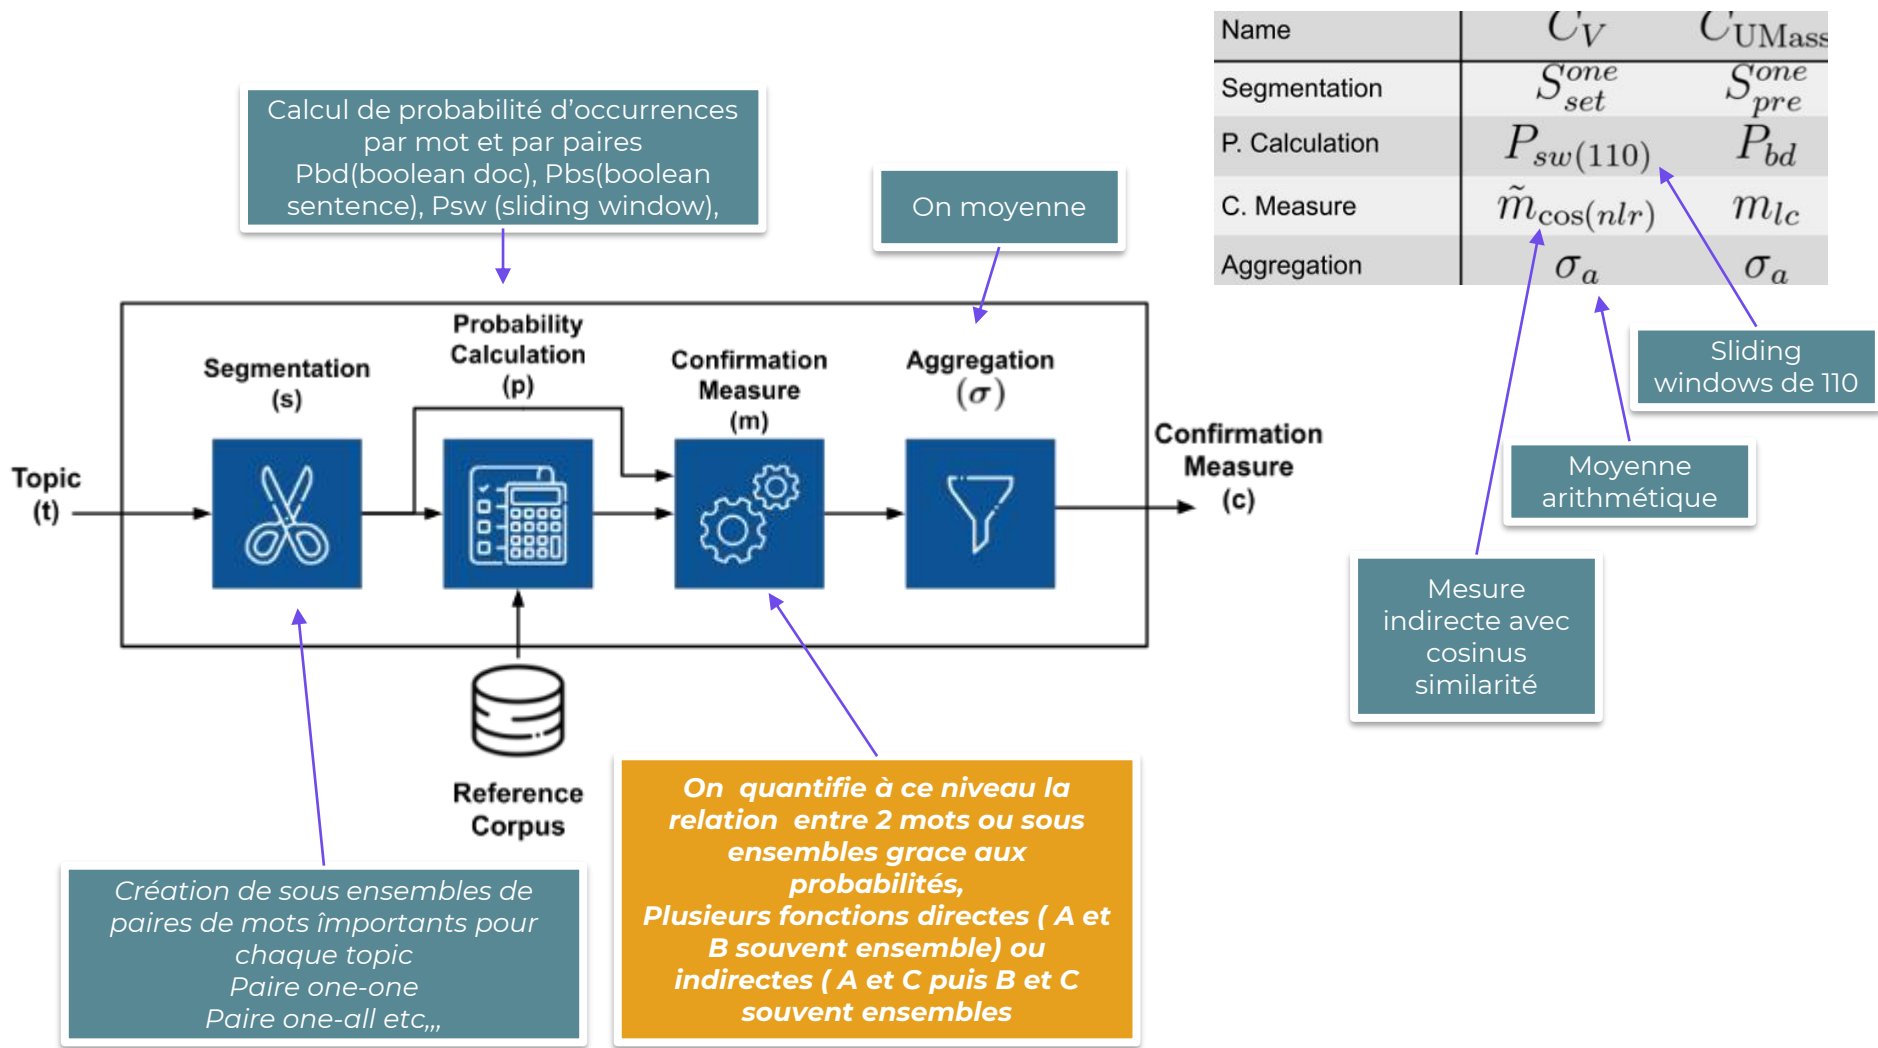 Name C_V C_UMass
Segmentation S^one_set S^one_pre
P. Calculation P_sw(110) P_bd
C. Measure m̃_cos(nlr) m_lc
Aggregation σ_a σ_a
Calcul de probabilité d’occurrences
par mot et par paires
Pbd(boolean doc), Pbs(boolean
sentence), Psw (sliding window),
On moyenne
Sliding
windows de 110
Moyenne
arithmétique
Mesure
indirecte avec
cosinus
similarité
Topic
(t)
Segmentation
(s)
Probability
Calculation
(p)
Confirmation
Measure
(m)
Aggregation
(σ)
Confirmation
Measure
(c)
Reference
Corpus
Création de sous ensembles de
paires de mots împortants pour
chaque topic
Paire one-one
Paire one-all etc,,,
On quantifie à ce niveau la
relation entre 2 mots ou sous
ensembles grace aux
probabilités,
Plusieurs fonctions directes ( A et
B souvent ensemble) ou
indirectes ( A et C puis B et C
souvent ensembles